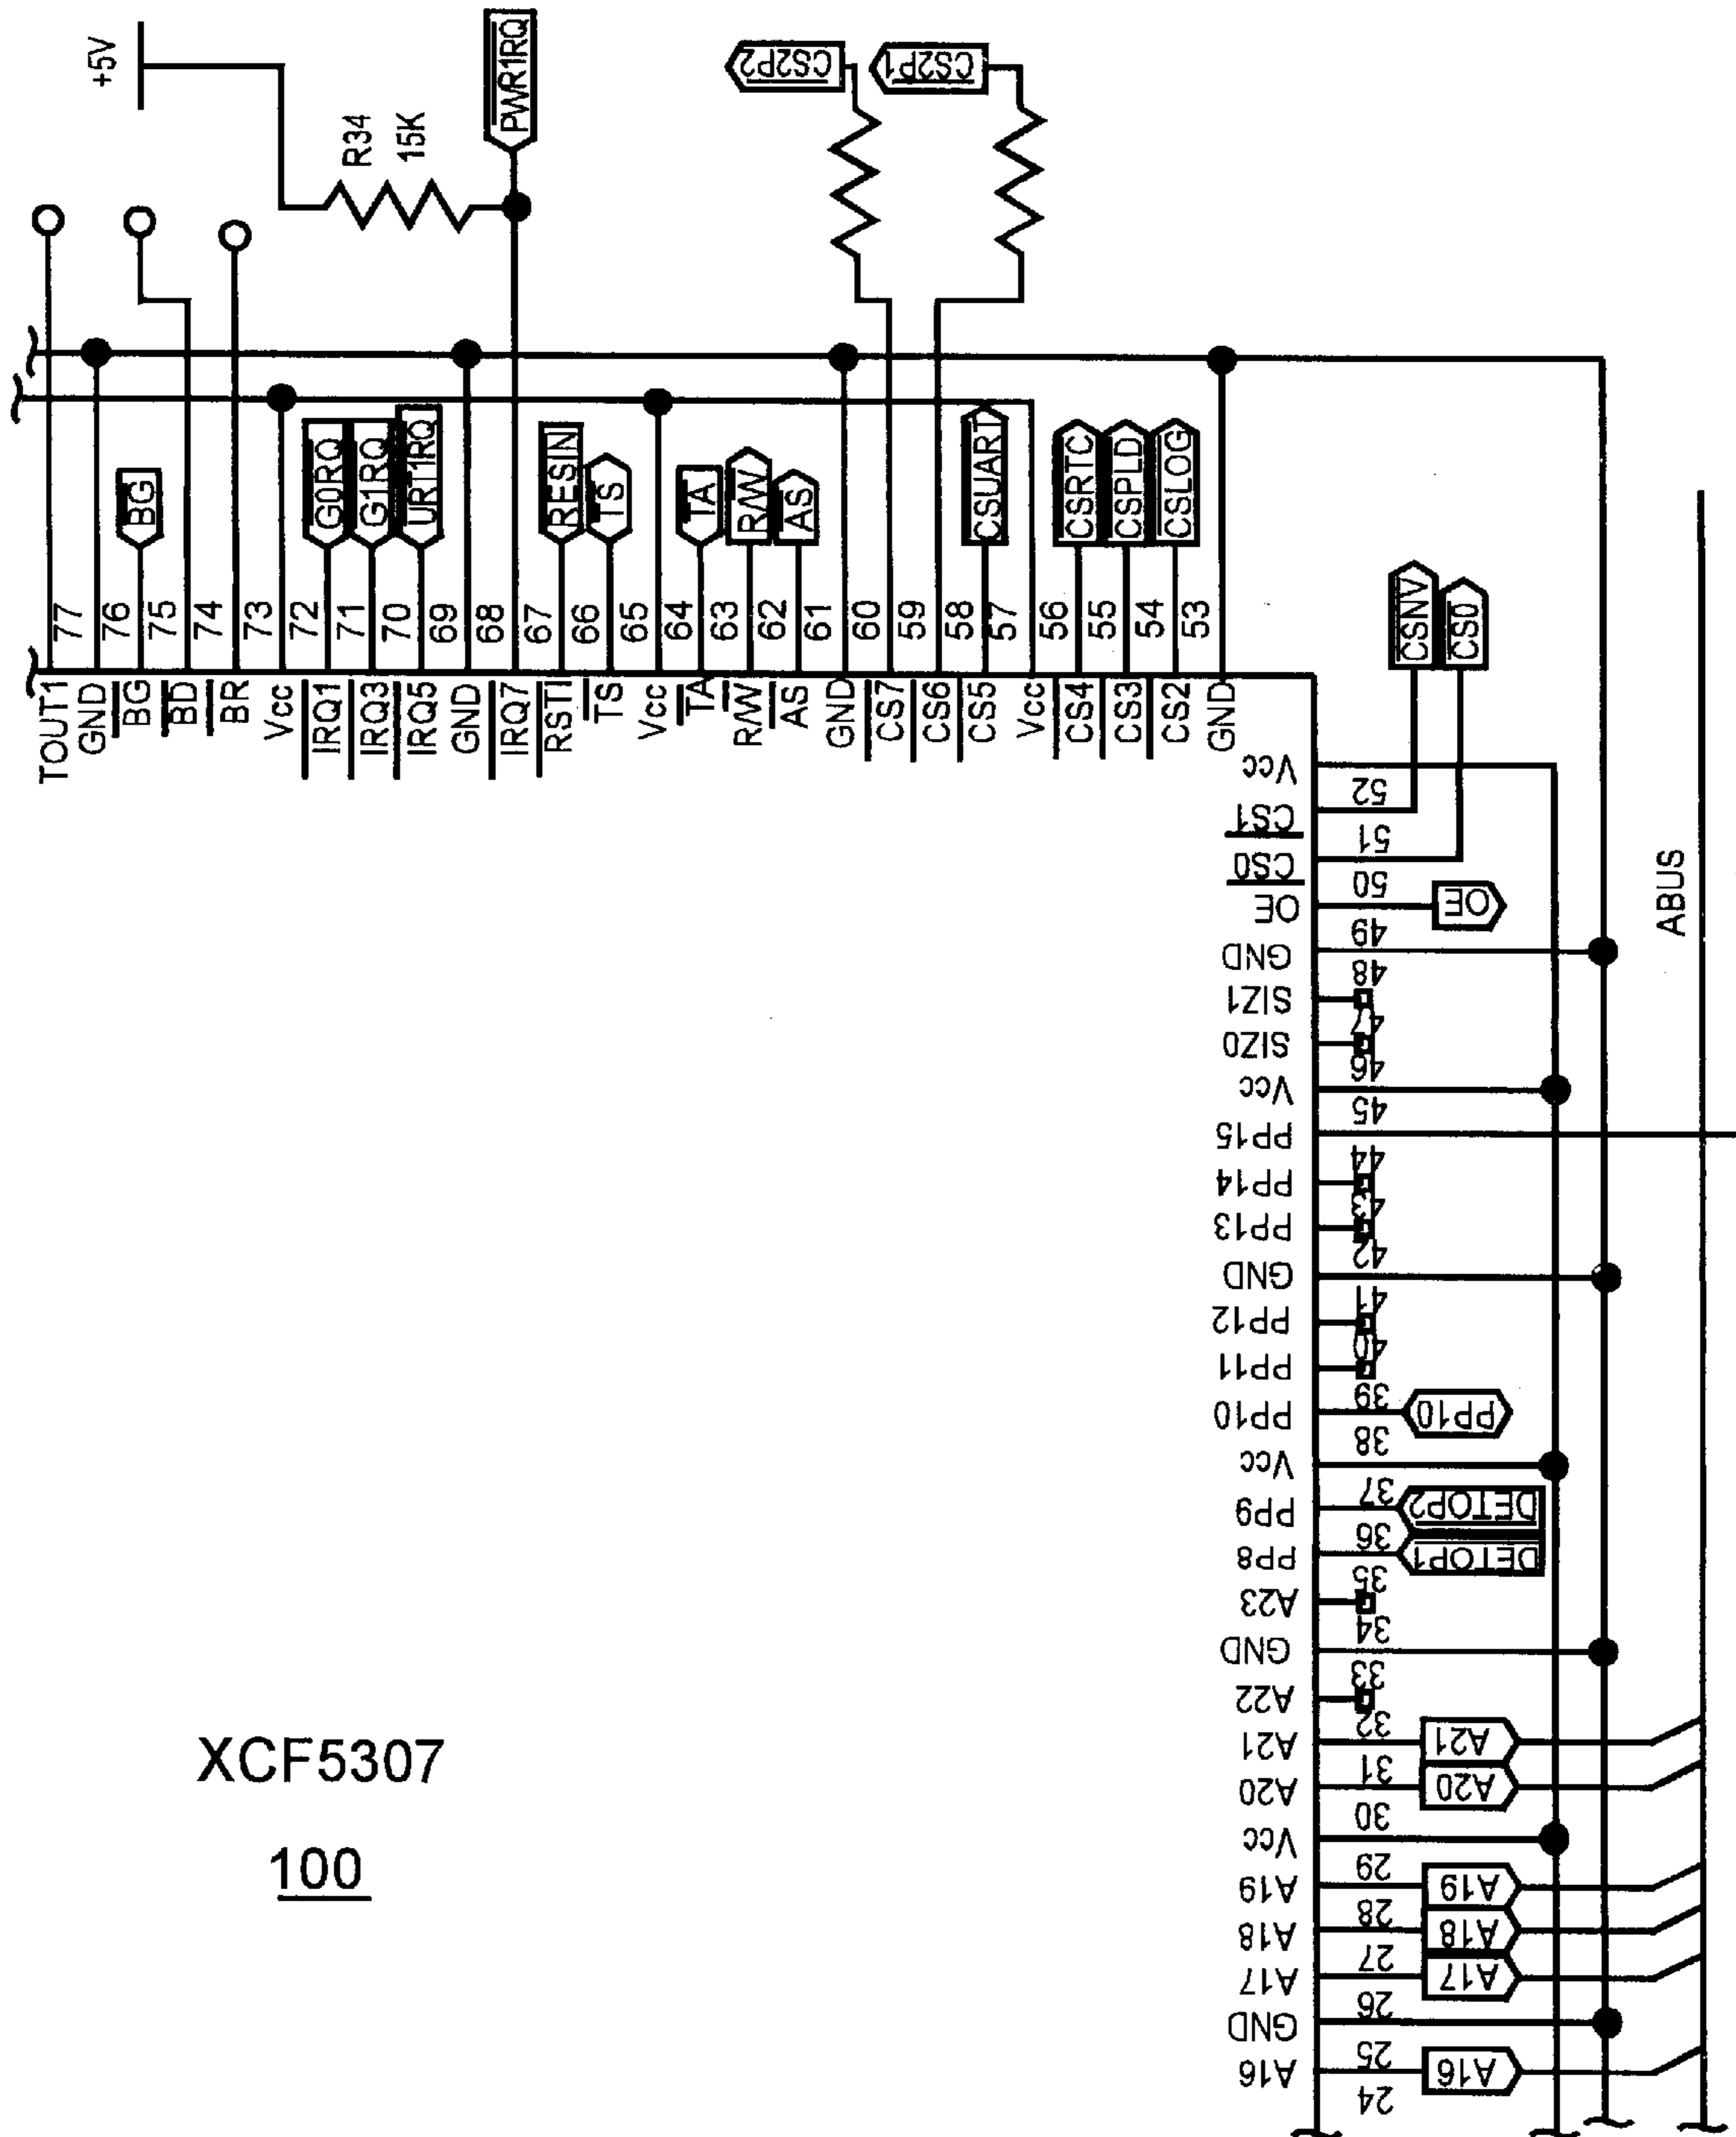 +5V
R34
15K
PWR1RQ
CS2P2
CS2P1
BG
G0RQ
G1RQ
URT1RQ
RESIN
TS
TA
R/W
AS
CSUART
CSRTC
CSPLD
CSLOG
77
76
75
74
73
72
71
70
69
68
67
66
65
64
63
62
61
60
59
58
57
56
55
54
53
TOUT1
GND
BG
BD
BR
Vcc
IRQ1
IRQ3
IRQ5
GND
IRQ7
RSTI
TS
Vcc
TA
R/W
AS
GND
CS7
CS6
CS5
Vcc
CS4
CS3
CS2
GND
CSNV
CS0
Vcc 52
CS1 51
CS0 50
OE 49 OE
GND 48
SIZ1 47
SIZ0 46
Vcc 45
PP15 44
PP14 43
PP13 42
GND 41
PP12 40
PP11 39
PP10 38 PP10
Vcc 37
PP9 36 DETOP2
PP8 35 DETOP1
A23 34
GND 33
A22 32
A21 31 A21
A20 30 A20
Vcc 29
A19 28 A19
A18 27 A18
A17 26 A17
GND 25
A16 24 A16
ABUS
XCF5307
100